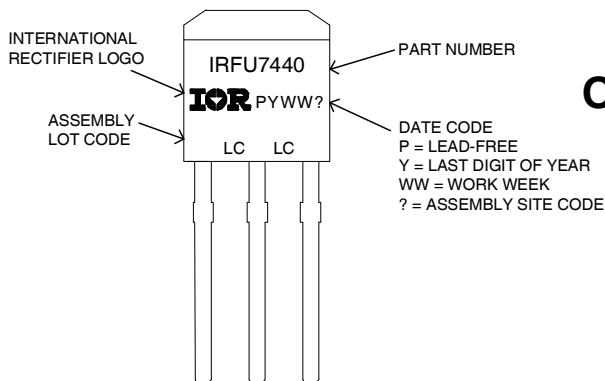 INTERNATIONAL
RECTIFIER LOGO
ASSEMBLY
LOT CODE
IRFU7440
IOR PYWW?
LC LC
PART NUMBER
DATE CODE
P = LEAD-FREE
Y = LAST DIGIT OF YEAR
WW = WORK WEEK
? = ASSEMBLY SITE CODE